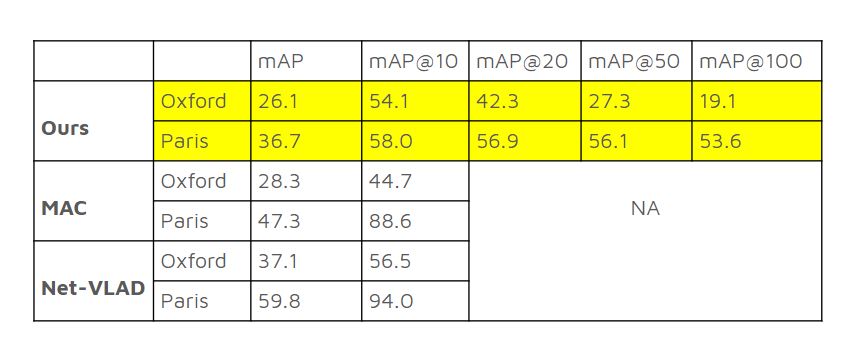 mAP mAP@10 mAP@20 mAP@50 mAP@100
Ours
Oxford 26.1 54.1 42.3 27.3 19.1
Paris 36.7 58.0 56.9 56.1 53.6
MAC
Oxford 28.3 44.7
Paris 47.3 88.6
NA
Net-VLAD
Oxford 37.1 56.5
Paris 59.8 94.0